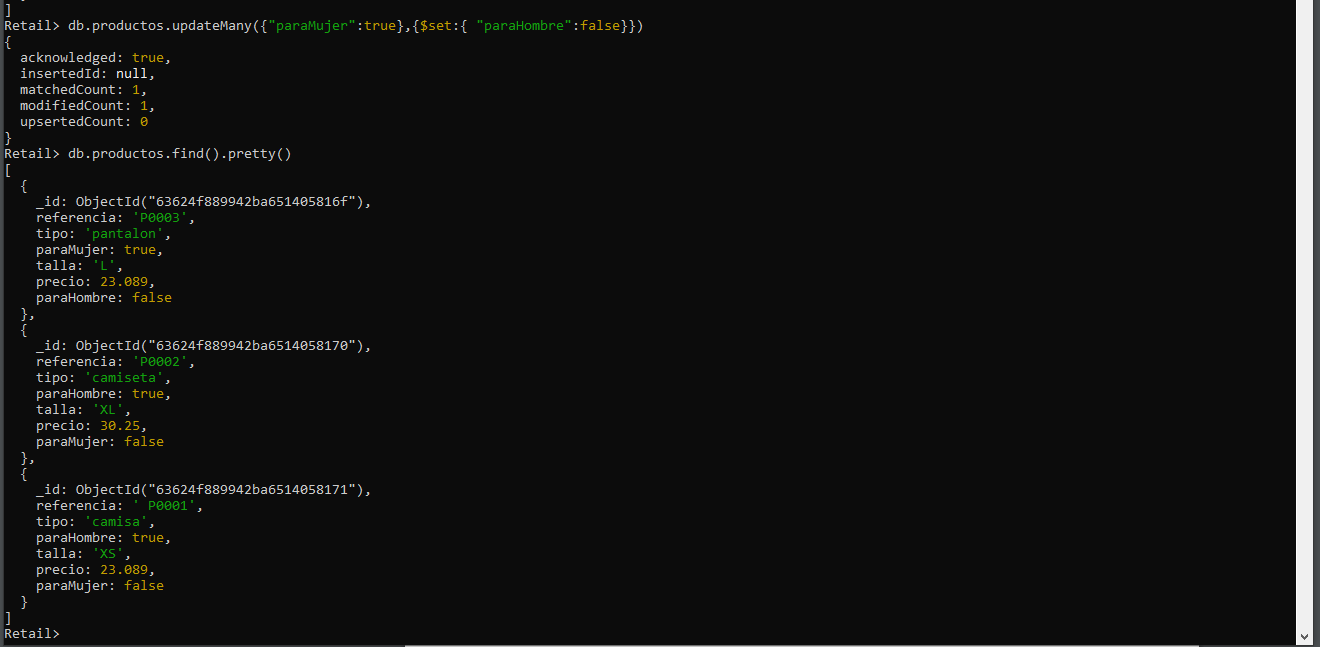 ]
Retail> db.productos.updateMany({"paraMujer":true},{$set:{ "paraHombre":false}})
{
  acknowledged: true,
  insertedId: null,
  matchedCount: 1,
  modifiedCount: 1,
  upsertedCount: 0
}
Retail> db.productos.find().pretty()
[
  {
    _id: ObjectId("63624f889942ba651405816f"),
    referencia: 'P0003',
    tipo: 'pantalon',
    paraMujer: true,
    talla: 'L',
    precio: 23.089,
    paraHombre: false
  },
  {
    _id: ObjectId("63624f889942ba6514058170"),
    referencia: 'P0002',
    tipo: 'camiseta',
    paraHombre: true,
    talla: 'XL',
    precio: 30.25,
    paraMujer: false
  },
  {
    _id: ObjectId("63624f889942ba6514058171"),
    referencia: ' P0001',
    tipo: 'camisa',
    paraHombre: true,
    talla: 'XS',
    precio: 23.089,
    paraMujer: false
  }
]
Retail>